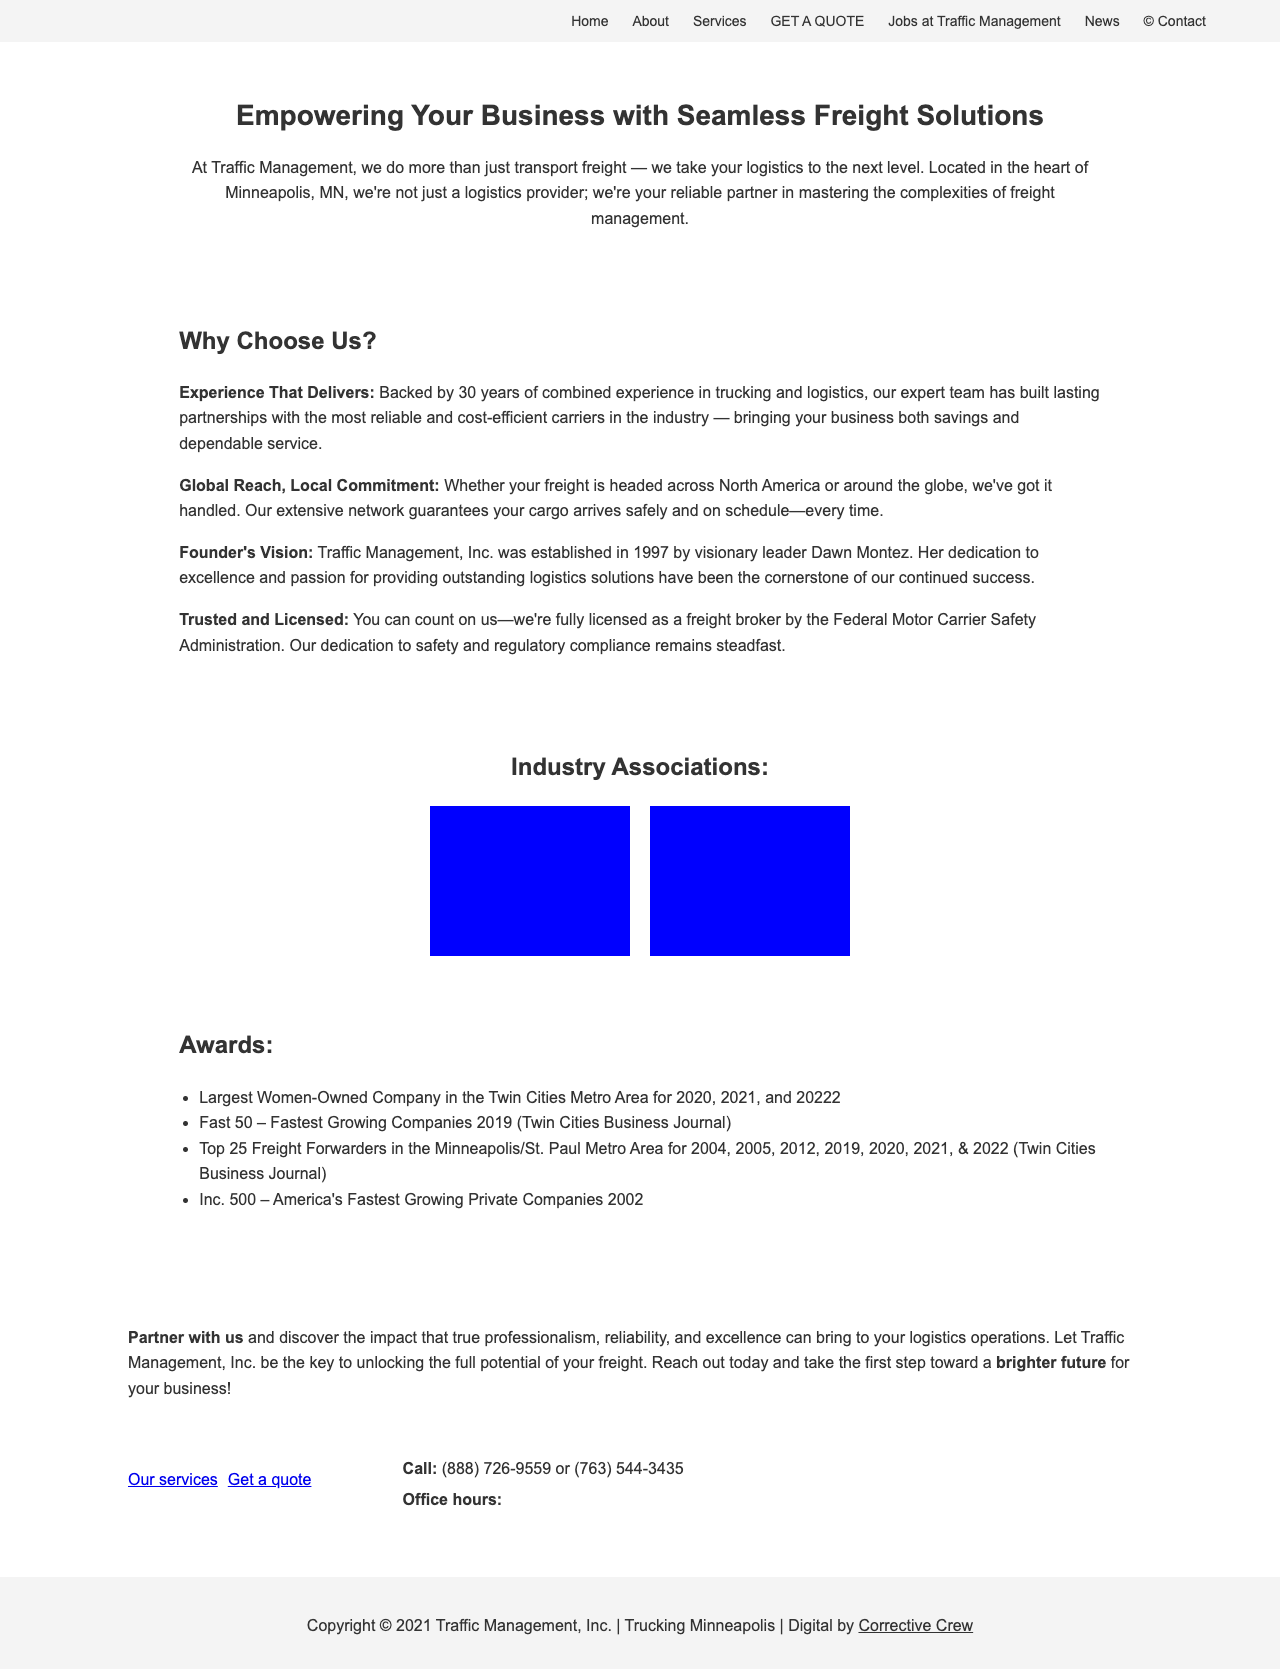 Home About Services GET A QUOTE Jobs at Traffic Management News © Contact
Empowering Your Business with Seamless Freight Solutions
At Traffic Management, we do more than just transport freight — we take your logistics to the next level. Located in the heart of
Minneapolis, MN, we're not just a logistics provider; we're your reliable partner in mastering the complexities of freight
management.
Why Choose Us?
Experience That Delivers: Backed by 30 years of combined experience in trucking and logistics, our expert team has built lasting
partnerships with the most reliable and cost-efficient carriers in the industry — bringing your business both savings and
dependable service.
Global Reach, Local Commitment: Whether your freight is headed across North America or around the globe, we've got it
handled. Our extensive network guarantees your cargo arrives safely and on schedule—every time.
Founder's Vision: Traffic Management, Inc. was established in 1997 by visionary leader Dawn Montez. Her dedication to
excellence and passion for providing outstanding logistics solutions have been the cornerstone of our continued success.
Trusted and Licensed: You can count on us—we're fully licensed as a freight broker by the Federal Motor Carrier Safety
Administration. Our dedication to safety and regulatory compliance remains steadfast.
Industry Associations:
Awards:
• Largest Women-Owned Company in the Twin Cities Metro Area for 2020, 2021, and 20222
• Fast 50 – Fastest Growing Companies 2019 (Twin Cities Business Journal)
• Top 25 Freight Forwarders in the Minneapolis/St. Paul Metro Area for 2004, 2005, 2012, 2019, 2020, 2021, & 2022 (Twin Cities
Business Journal)
• Inc. 500 – America's Fastest Growing Private Companies 2002
Partner with us and discover the impact that true professionalism, reliability, and excellence can bring to your logistics operations. Let Traffic
Management, Inc. be the key to unlocking the full potential of your freight. Reach out today and take the first step toward a brighter future for
your business!
Our services Get a quote
Call: (888) 726-9559 or (763) 544-3435
Office hours:
Copyright © 2021 Traffic Management, Inc. | Trucking Minneapolis | Digital by Corrective Crew